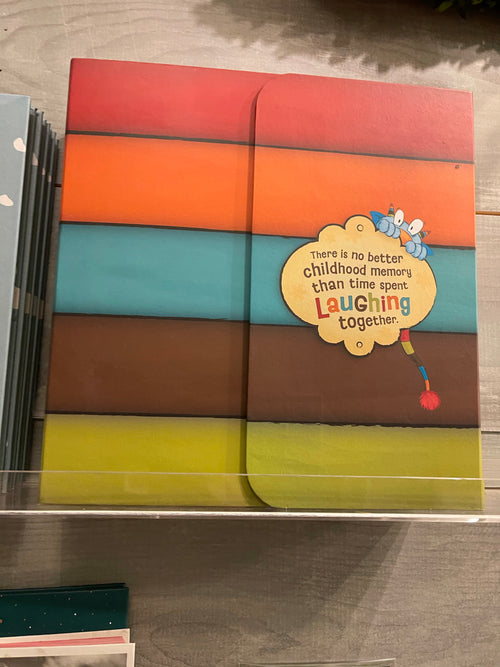 There is no better
childhood memory
than time spent
LauGHing
together.